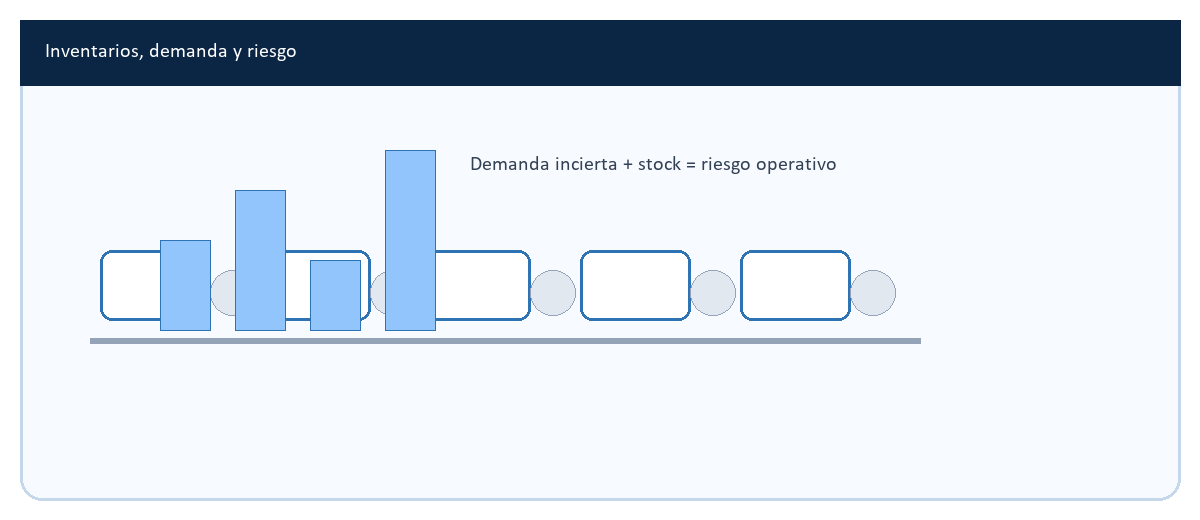 Inventarios, demanda y riesgo
Demanda incierta + stock = riesgo operativo